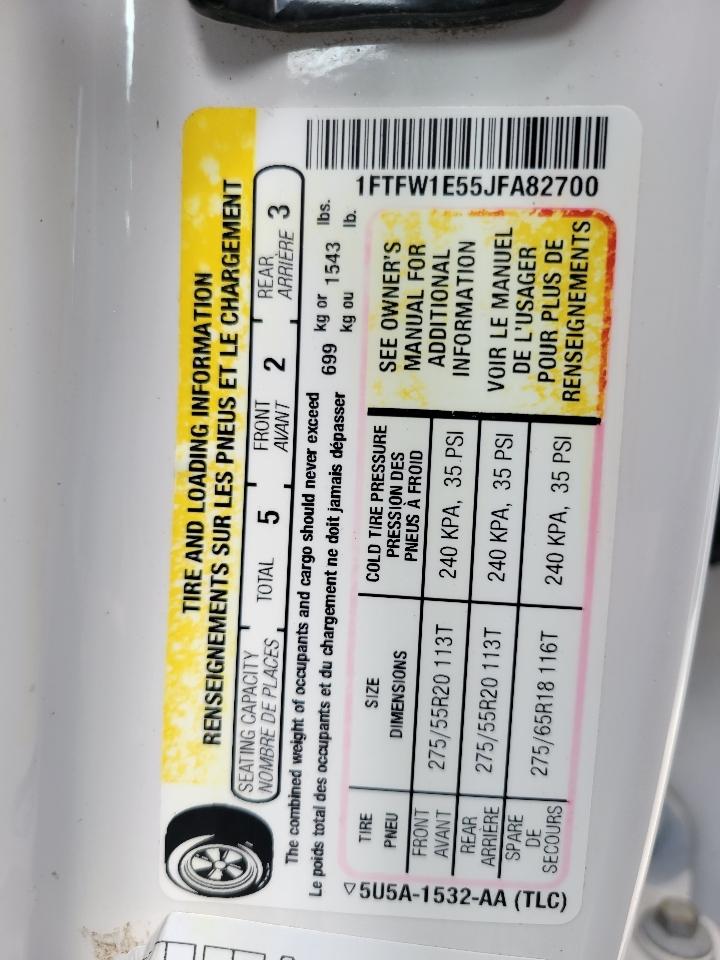 TIRE AND LOADING INFORMATION
RENSEIGNEMENTS SUR LES PNEUS ET LE CHARGEMENT
SEATING CAPACITY TOTAL 5 FRONT 2 REAR 3
NOMBRE DE PLACES AVANT ARRIÈRE
The combined weight of occupants and cargo should never exceed 699 kg or 1543 lbs.
Le poids total des occupants et du chargement ne doit jamais dépasser kg ou lb.
1FTFW1E55JFA82700
TIRE SIZE COLD TIRE PRESSURE
PNEU DIMENSIONS PRESSION DES
PNEUS À FROID
FRONT 275/55R20 113T 240 KPA, 35 PSI
AVANT
REAR 275/55R20 113T 240 KPA, 35 PSI
ARRIÈRE
SPARE 275/65R18 116T 240 KPA, 35 PSI
DE
SECOURS
SEE OWNER'S
MANUAL FOR
ADDITIONAL
INFORMATION
VOIR LE MANUEL
DE L'USAGER
POUR PLUS DE
RENSEIGNEMENTS
5U5A-1532-AA (TLC)